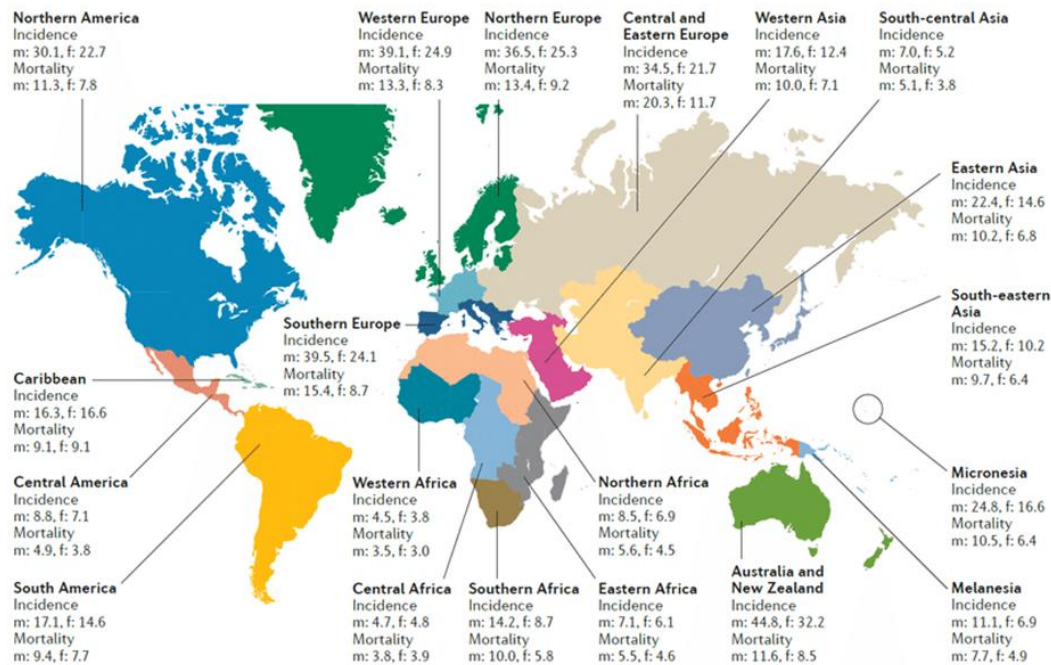 Northern America
Incidence
m: 30.1, f: 22.7
Mortality
m: 11.3, f: 7.8
Western Europe
Incidence
m: 39.1, f: 24.9
Mortality
m: 13.3, f: 8.3
Northern Europe
Incidence
m: 36.5, f: 25.3
Mortality
m: 13.4, f: 9.2
Central and
Eastern Europe
Incidence
m: 34.5, f: 21.7
Mortality
m: 20.3, f: 11.7
Western Asia
Incidence
m: 17.6, f: 12.4
Mortality
m: 10.0, f: 7.1
South-central Asia
Incidence
m: 7.0, f: 5.2
Mortality
m: 5.1, f: 3.8
Eastern Asia
Incidence
m: 22.4, f: 14.6
Mortality
m: 10.2, f: 6.8
South-eastern
Asia
Incidence
m: 15.2, f: 10.2
Mortality
m: 9.7, f: 6.4
Southern Europe
Incidence
m: 39.5, f: 24.1
Mortality
m: 15.4, f: 8.7
Caribbean
Incidence
m: 16.3, f: 16.6
Mortality
m: 9.1, f: 9.1
Central America
Incidence
m: 8.8, f: 7.1
Mortality
m: 4.9, f: 3.8
South America
Incidence
m: 17.1, f: 14.6
Mortality
m: 9.4, f: 7.7
Western Africa
Incidence
m: 4.5, f: 3.8
Mortality
m: 3.5, f: 3.0
Central Africa
Incidence
m: 4.7, f: 4.8
Mortality
m: 3.8, f: 3.9
Southern Africa
Incidence
m: 14.2, f: 8.7
Mortality
m: 10.0, f: 5.8
Northern Africa
Incidence
m: 8.5, f: 6.9
Mortality
m: 5.6, f: 4.5
Eastern Africa
Incidence
m: 7.1, f: 6.1
Mortality
m: 5.5, f: 4.6
Australia and
New Zealand
Incidence
m: 44.8, f: 32.2
Mortality
m: 11.6, f: 8.5
Micronesia
Incidence
m: 24.8, f: 16.6
Mortality
m: 10.5, f: 6.4
Melanesia
Incidence
m: 11.1, f: 6.9
Mortality
m: 7.7, f: 4.9